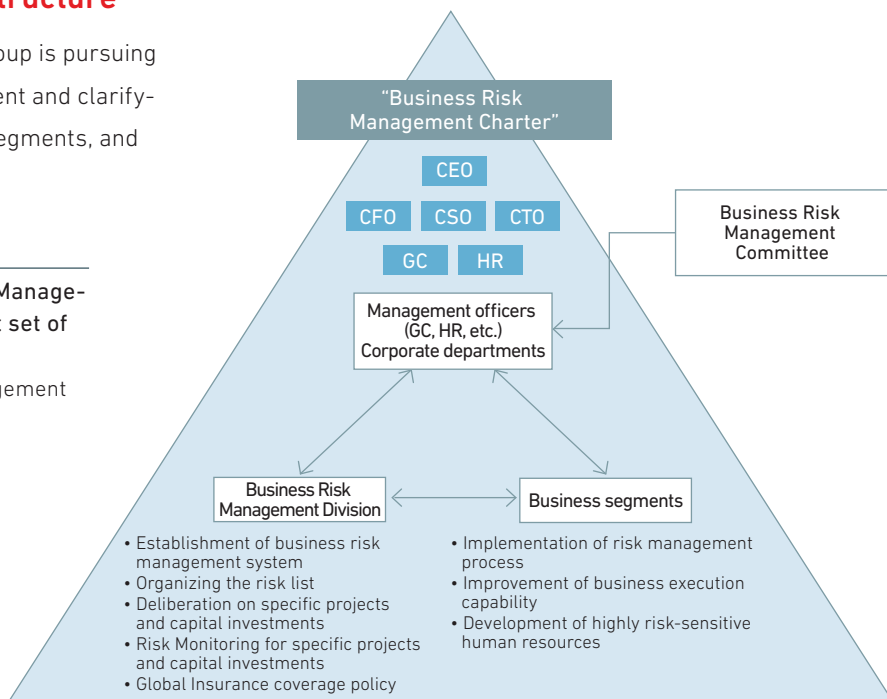 oup is pursuing
ent and clarify-
egments, and
Manage-
set of
gement
"Business Risk
Management Charter"
CEO
CFO CSO CTO
GC HR
Management officers
(GC, HR, etc.)
Corporate departments
Business Risk
Management
Committee
Business Risk
Management Division
Business segments
• Establishment of business risk
management system
• Organizing the risk list
• Deliberation on specific projects
and capital investments
• Risk Monitoring for specific projects
and capital investments
• Global Insurance coverage policy
• Implementation of risk management
process
• Improvement of business execution
capability
• Development of highly risk-sensitive
human resources